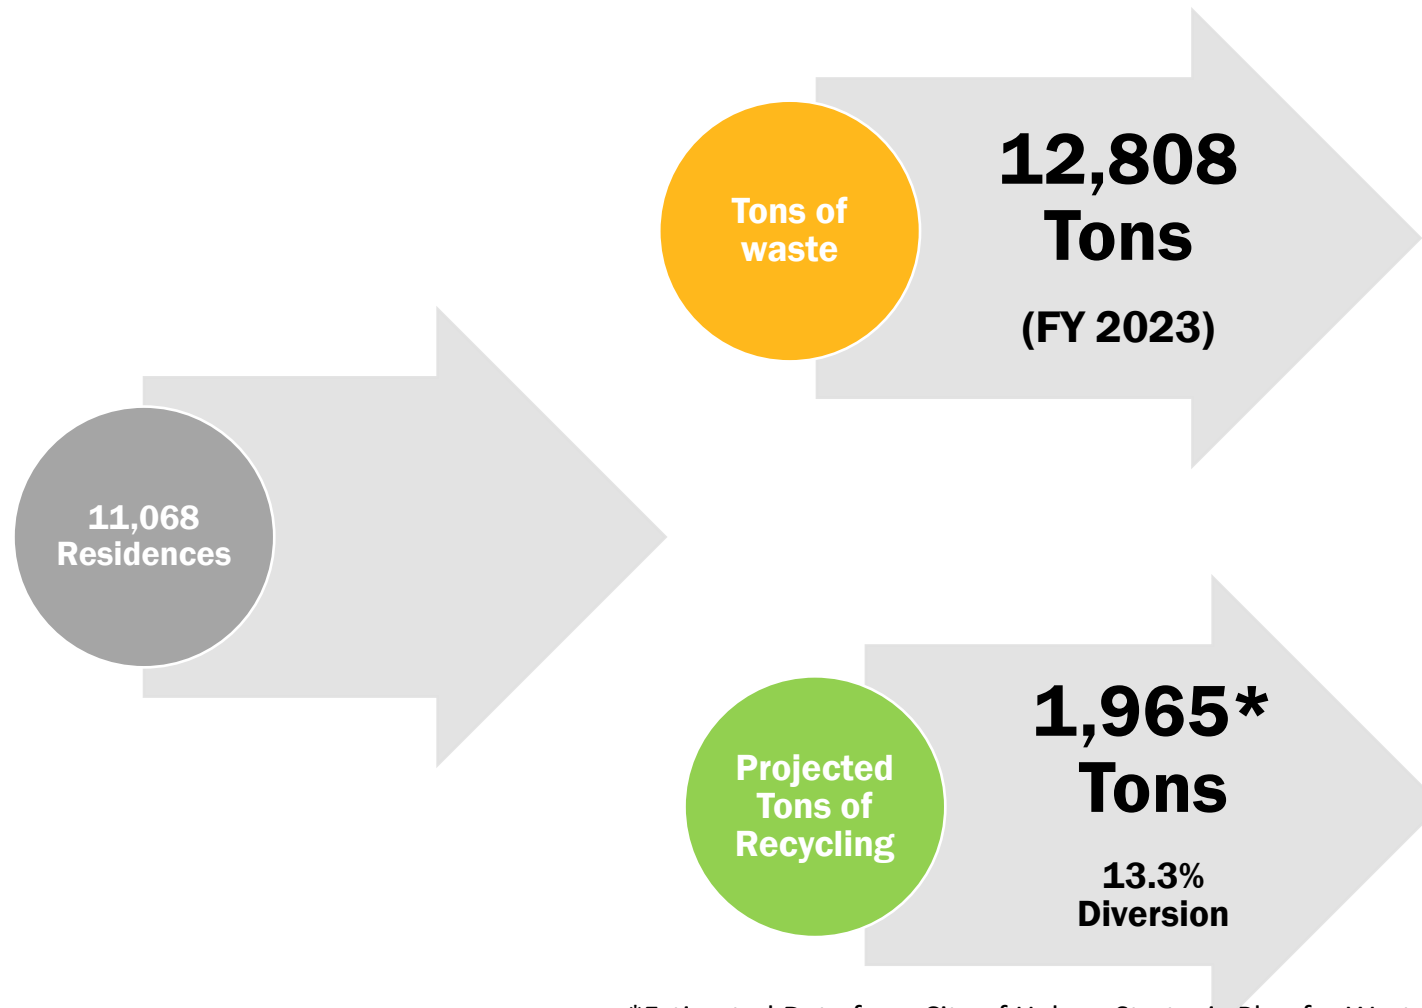 11,068
Residences
Tons of
waste
12,808
Tons
(FY 2023)
Projected
Tons of
Recycling
1,965*
Tons
13.3%
Diversion